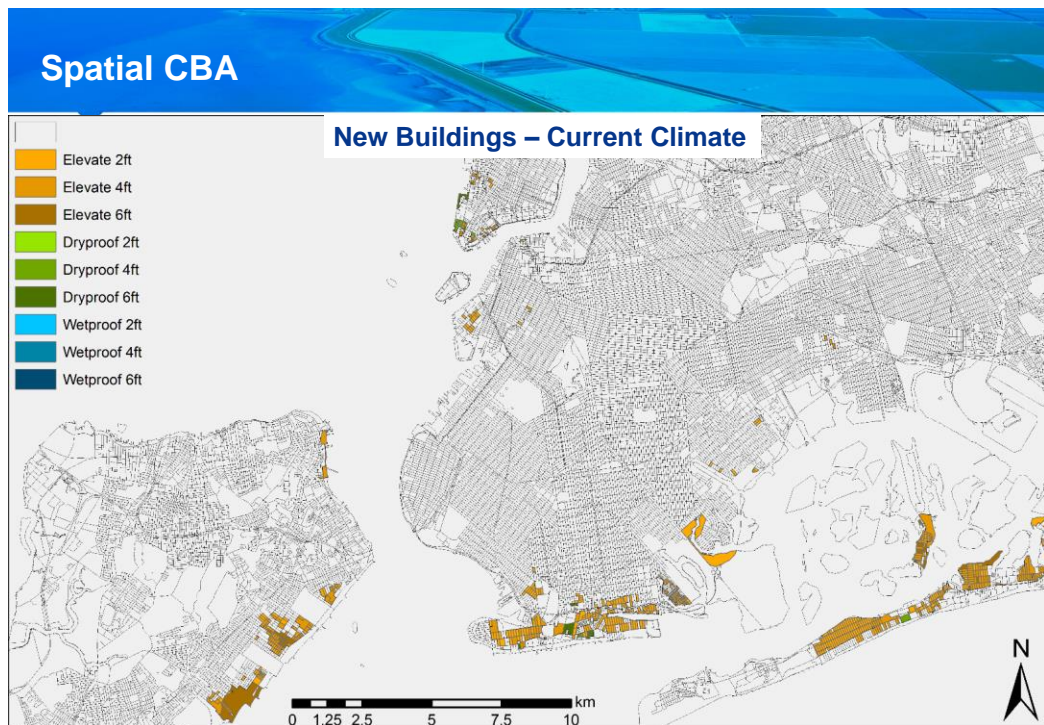 Spatial CBA
New Buildings – Current Climate
Elevate 2ft
Elevate 4ft
Elevate 6ft
Dryproof 2ft
Dryproof 4ft
Dryproof 6ft
Wetproof 2ft
Wetproof 4ft
Wetproof 6ft
N
km
0 1.25 2.5 5 7.5 10